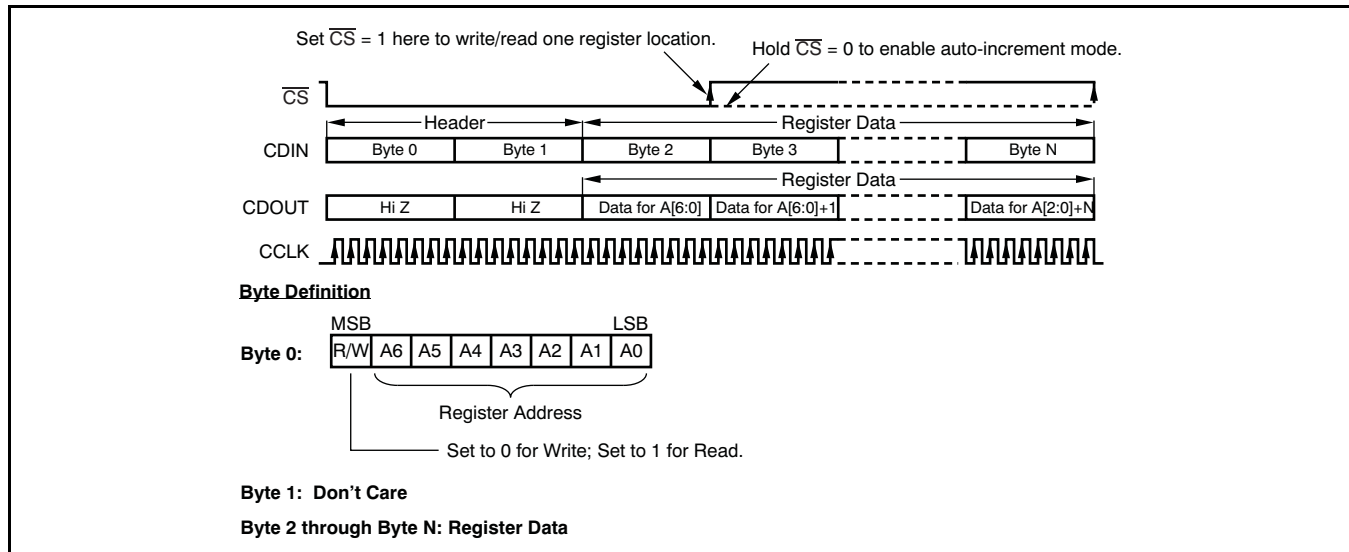 Set CS = 1 here to write/read one register location.
Hold CS = 0 to enable auto-increment mode.
CS
Header
Register Data
CDIN
Byte 0
Byte 1
Byte 2
Byte 3
Byte N
Register Data
CDOUT
Hi Z
Hi Z
Data for A[6:0]
Data for A[6:0]+1
Data for A[2:0]+N
CCLK
Byte Definition
MSB
LSB
Byte 0:
R/W
A6
A5
A4
A3
A2
A1
A0
Register Address
Set to 0 for Write; Set to 1 for Read.
Byte 1: Don't Care
Byte 2 through Byte N: Register Data